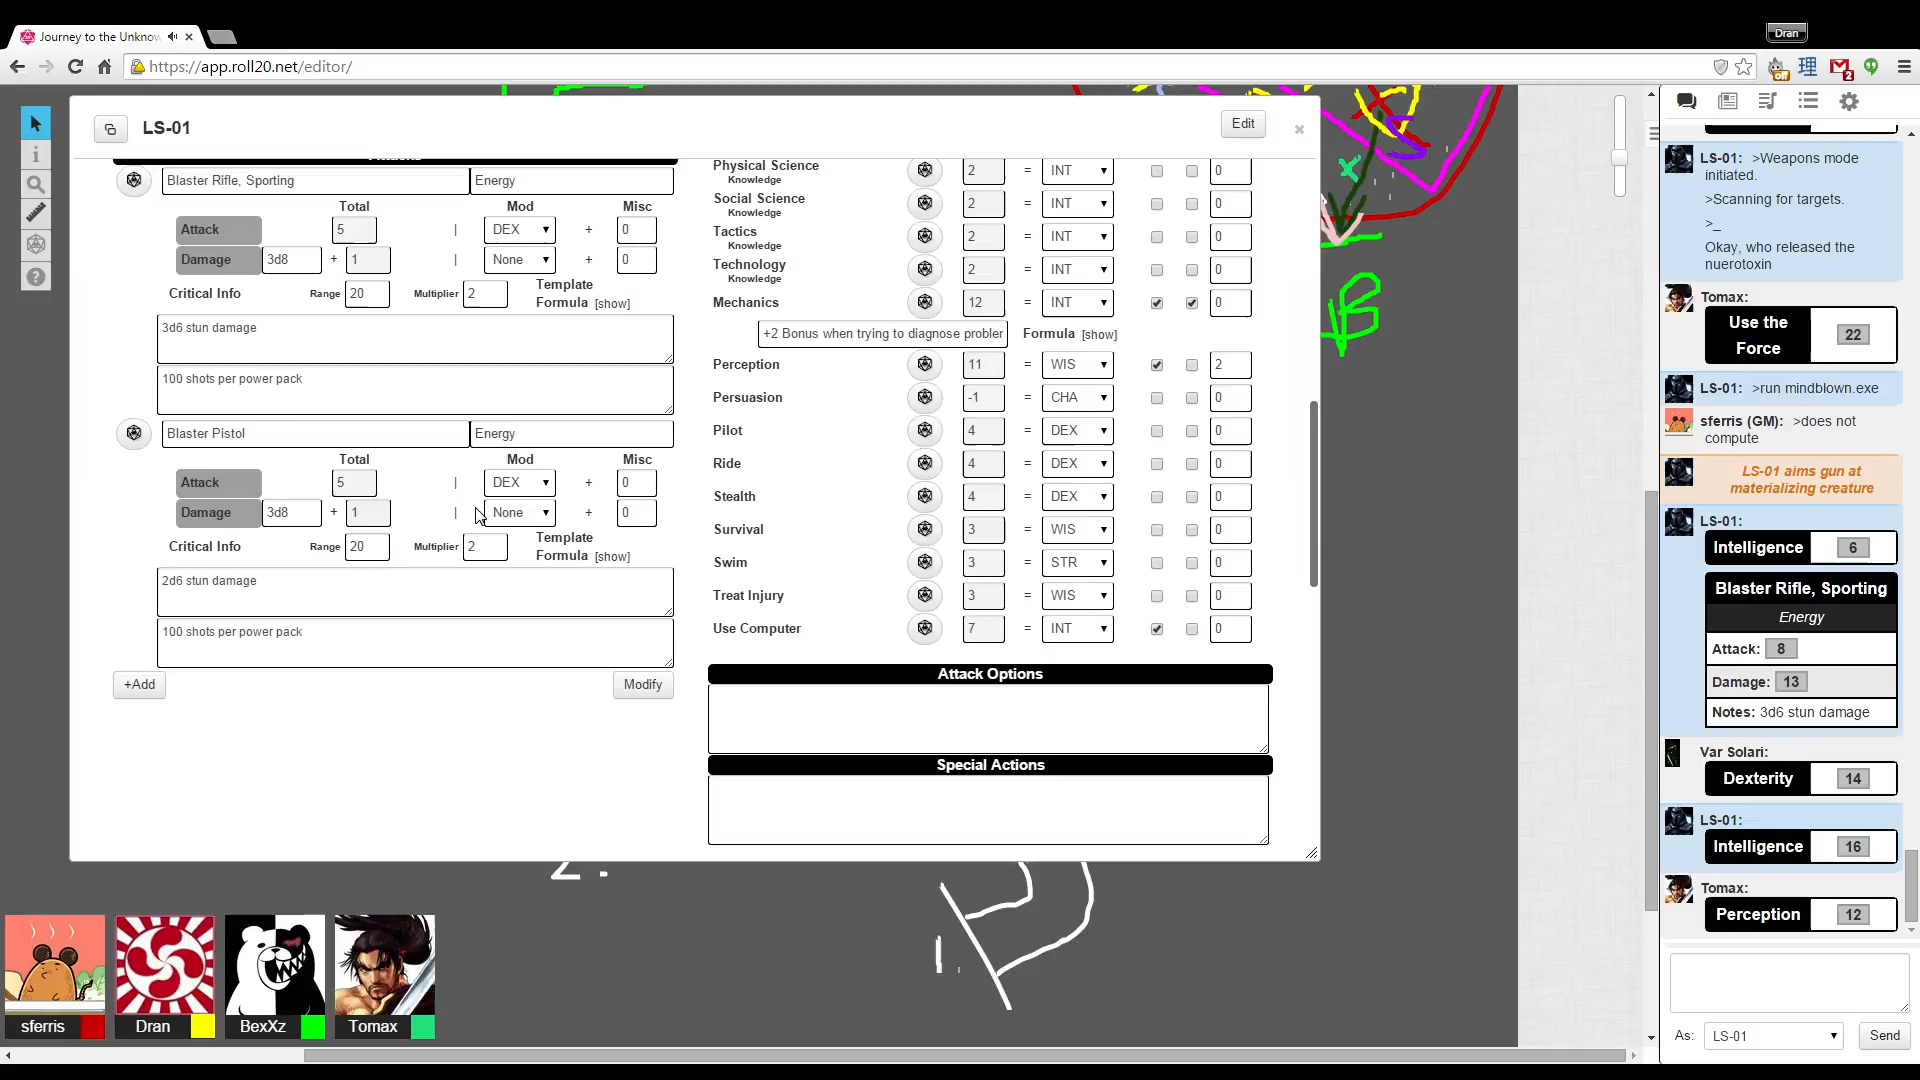 Journey to the Unknow
Dran
https://app.roll20.net/editor/
off
理
2
LS-01
Edit
Blaster Rifle, Sporting
Energy
Total
Mod
Misc
Attack
5
|
DEX
+
0
Damage
3d8
+
1
|
None
+
0
Critical Info
Range
20
Multiplier
2
Template
Formula [show]
3d6 stun damage
100 shots per power pack
Blaster Pistol
Energy
Total
Mod
Misc
Attack
5
|
DEX
+
0
Damage
3d8
+
1
|
None
+
0
Critical Info
Range
20
Multiplier
2
Template
Formula [show]
2d6 stun damage
100 shots per power pack
+Add
Modify
Physical Science
Knowledge
2
=
INT
0
Social Science
Knowledge
2
=
INT
0
Tactics
Knowledge
2
=
INT
0
Technology
Knowledge
2
=
INT
0
Mechanics
12
=
INT
0
+2 Bonus when trying to diagnose probler
Formula [show]
Perception
11
=
WIS
2
Persuasion
-1
=
CHA
0
Pilot
4
=
DEX
0
Ride
4
=
DEX
0
Stealth
4
=
DEX
0
Survival
3
=
WIS
0
Swim
3
=
STR
0
Treat Injury
3
=
WIS
0
Use Computer
7
=
INT
0
Attack Options
Special Actions
B
2.
1
sferris
Dran
BexXz
Tomax
LS-01: >Weapons mode
initiated.
>Scanning for targets.
>_
Okay, who released the
nuerotoxin
Tomax:
Use the
Force
22
LS-01: >run mindblown.exe
sferris (GM): >does not
compute
LS-01 aims gun at
materializing creature
LS-01:
Intelligence
6
Blaster Rifle, Sporting
Energy
Attack: 8
Damage: 13
Notes: 3d6 stun damage
Var Solari:
Dexterity
14
LS-01:
Intelligence
16
Tomax:
Perception
12
As:
LS-01
Send